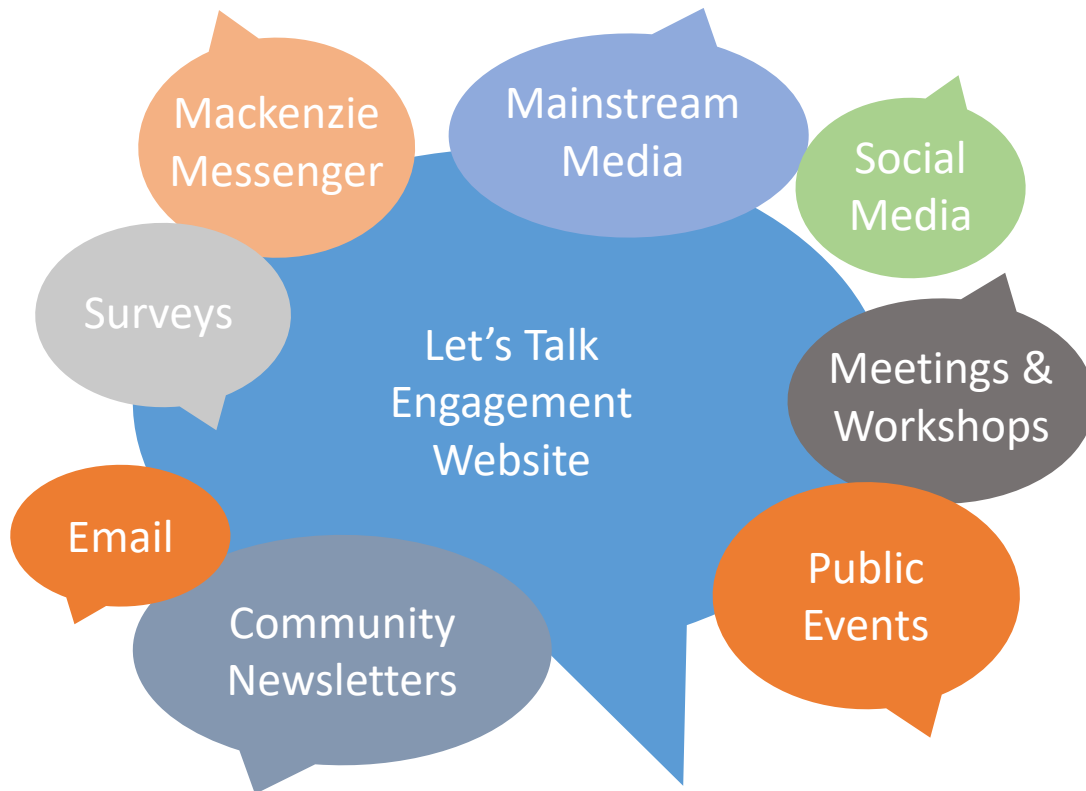 Mackenzie
Messenger
Mainstream
Media
Social
Media
Surveys
Let’s Talk
Engagement
Website
Meetings &
Workshops
Email
Public
Events
Community
Newsletters